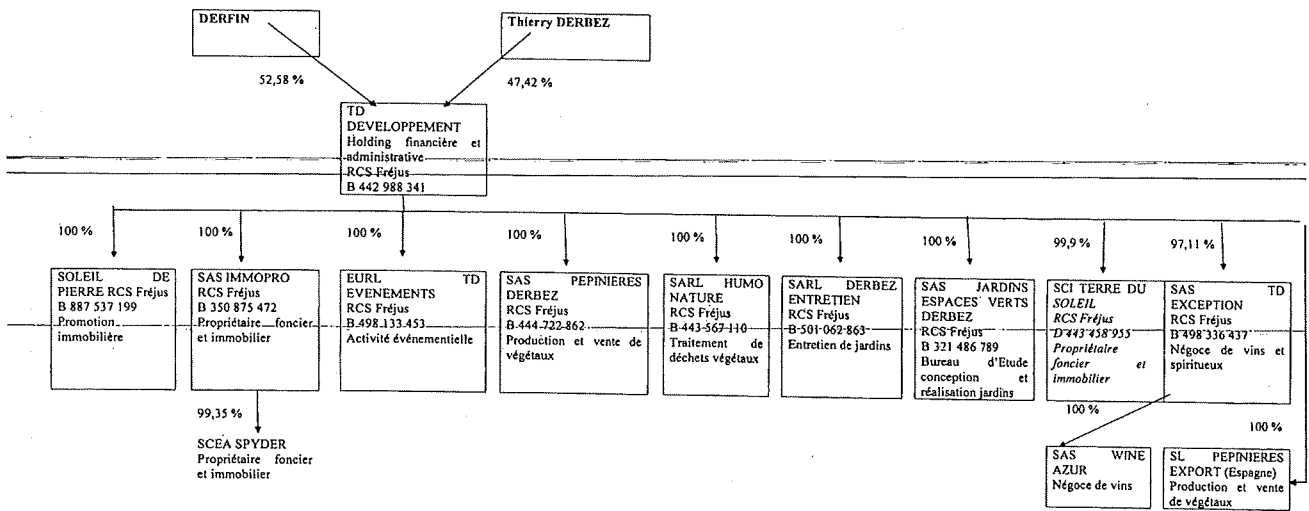 DERFIN
Thierry DERBEZ
52,58 %
47,42 %
TD
DEVELOPPEMENT
Holding financière et
administrative
RCS Fréjus
B 442 988 341
100 %
100 %
100 %
100 %
100 %
100 %
100 %
99,9 %
97,11 %
SOLEIL DE
PIERRE RCS Fréjus
B 887 537 199
Promotion
immobilière
SAS IMMOPRO
RCS Fréjus
B 350 875 472
Propriétaire foncier
et immobilier
EURL TD
EVENEMENTS
RCS Fréjus
B 498 133 453
Activité événementielle
SAS PEPINIÈRES
DERBEZ
RCS Fréjus
B 444 722 862
Production et vente de
végétaux
SARL HUMO
NATURE
RCS Fréjus
B 443 567 110
Traitement de
déchets végétaux
SARL DERBEZ
ENTRETIEN
RCS Fréjus
B 501 062 863
Entretien de jardins
SAS JARDINS
ESPACES VERTS
DERBEZ
RCS Fréjus
B 321 486 789
Bureau d'Etude
conception et
réalisation jardins
SCI TERRE DU
SOLEIL
RCS Fréjus
D 443 458 955
Propriétaire
foncier et
immobilier
SAS TD
EXCEPTION
RCS Fréjus
B 498 336 437
Négoce de vins et
spiritueux
99,35 %
100 %
100 %
SCEA SPYDER
Propriétaire foncier
et immobilier
SAS WINE
AZUR
Négoce de vins
SL PEPINIERES
EXPORT (Espagne)
Production et vente
de végétaux